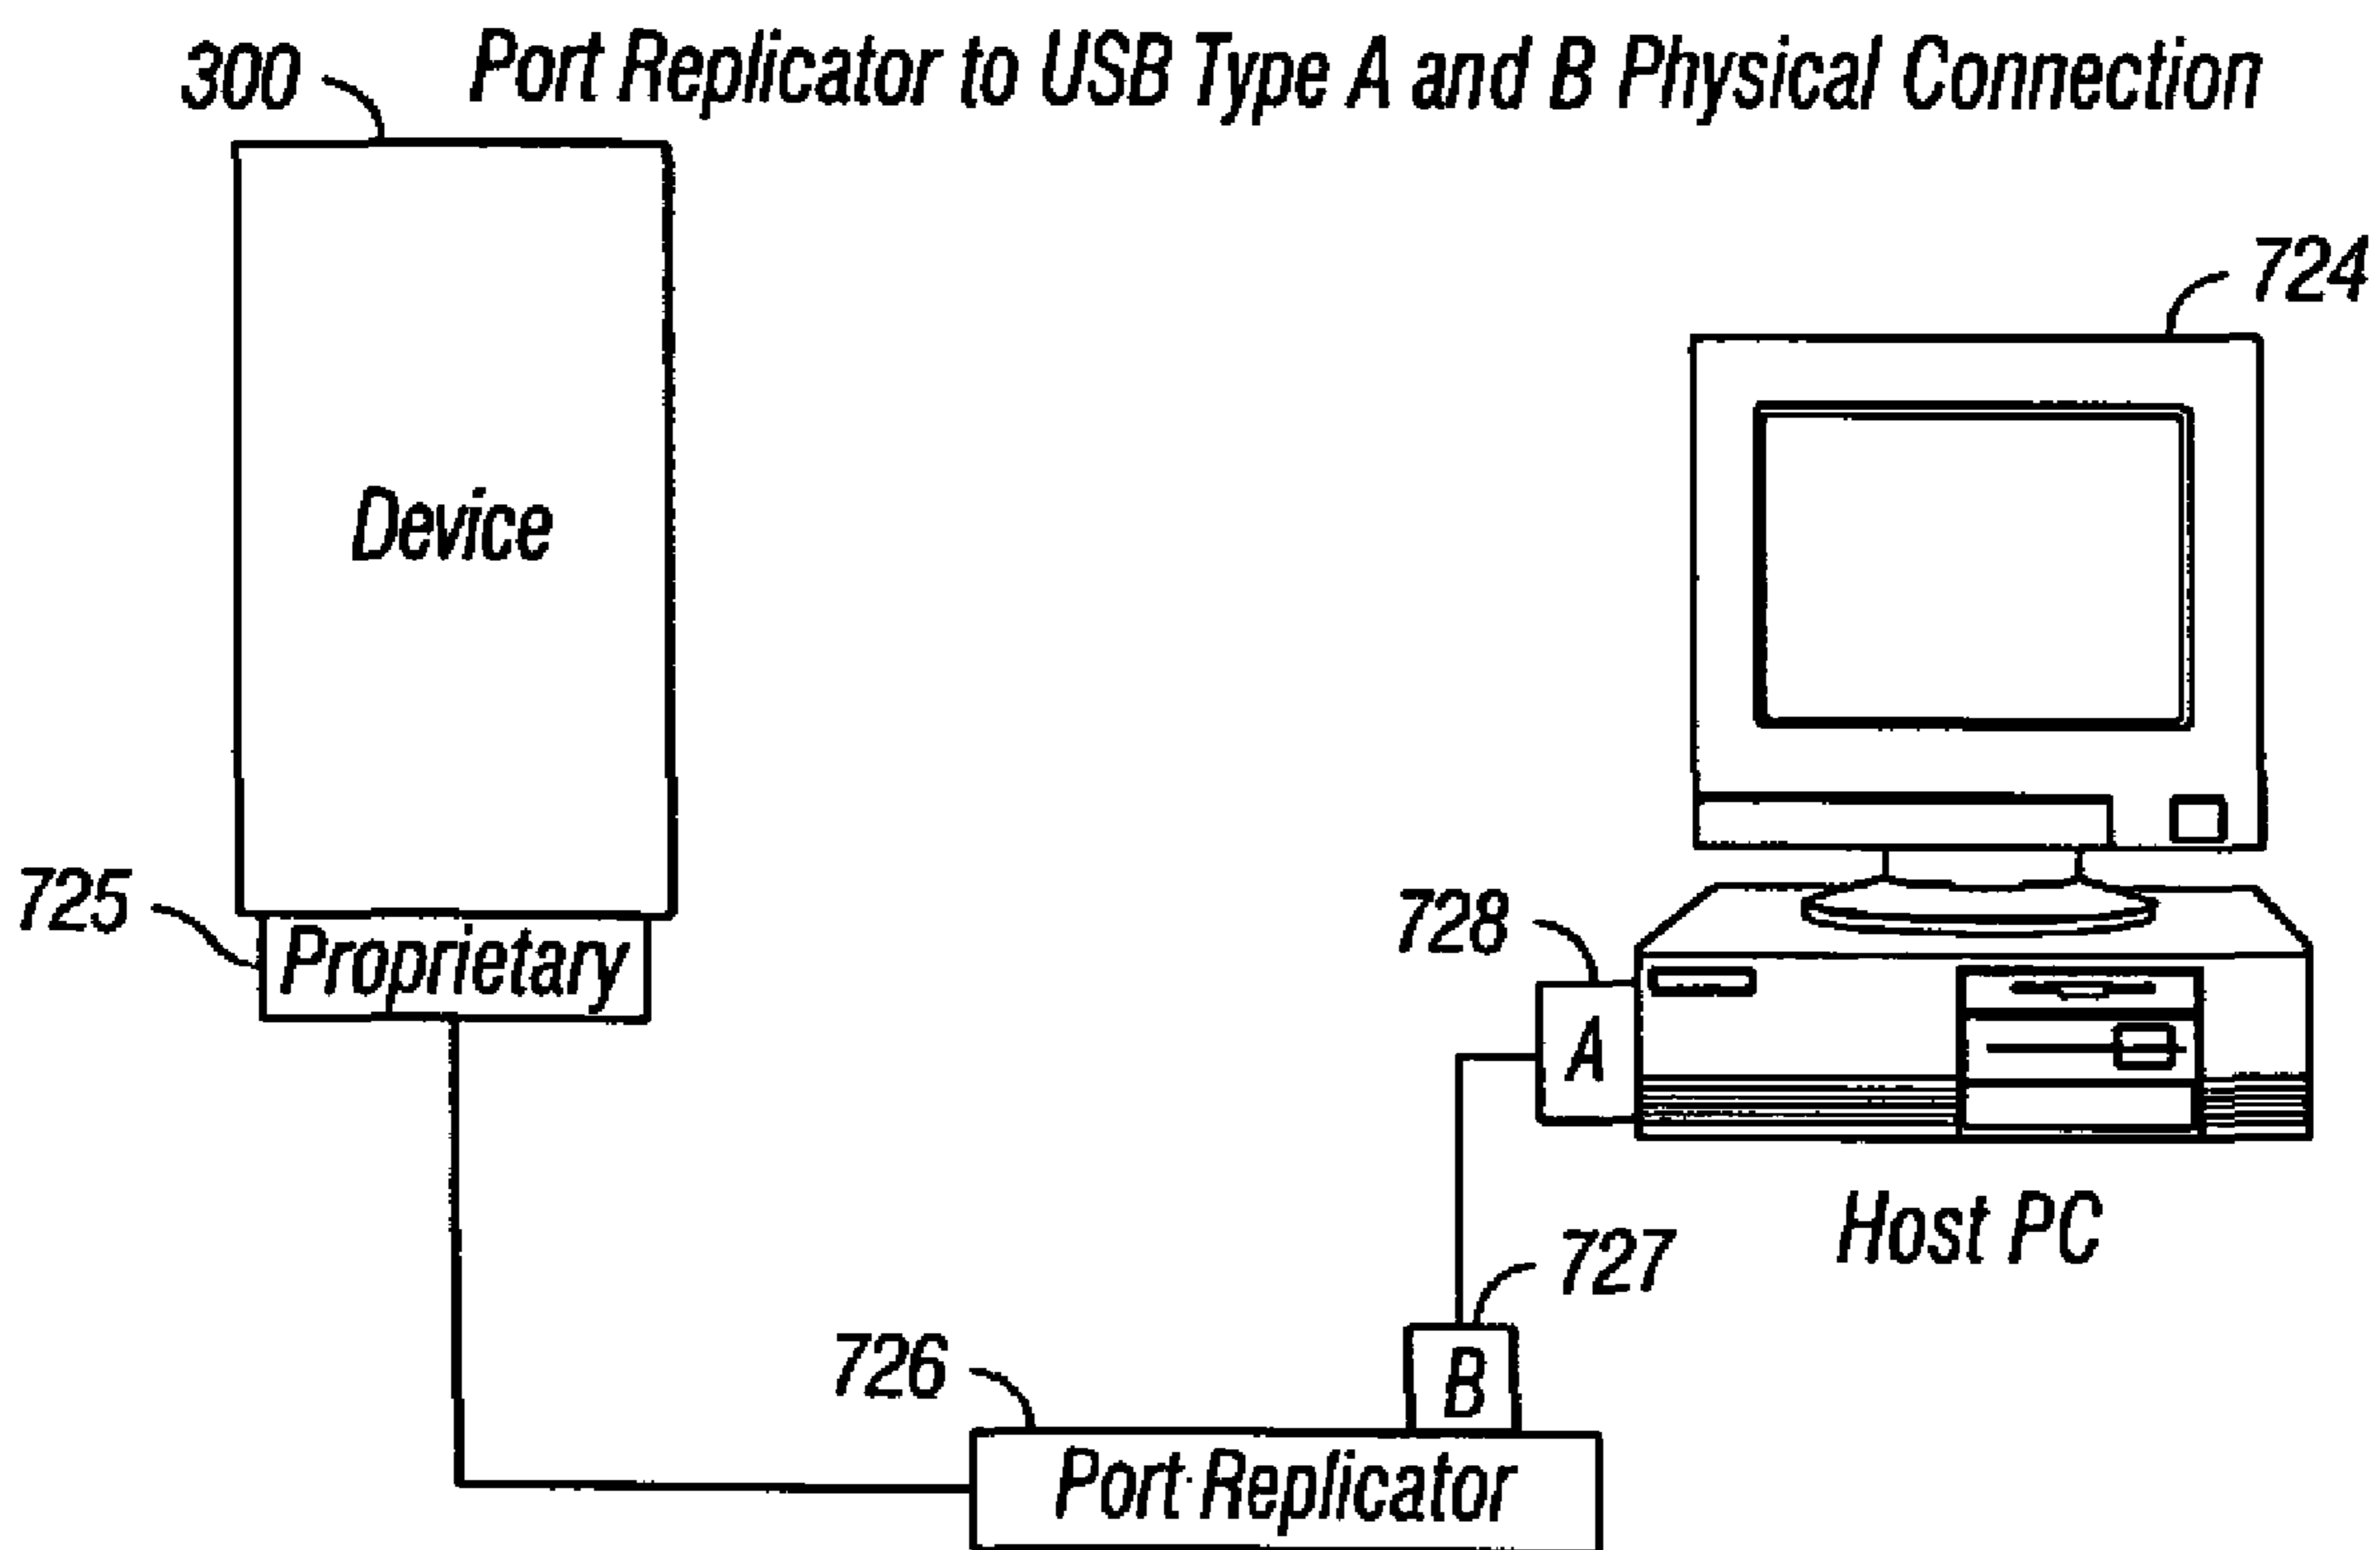 300
Port Replicator to USB Type A and B Physical Connection
724
Device
725
Proprietary
728
A
Host PC
727
726
B
Port Replicator